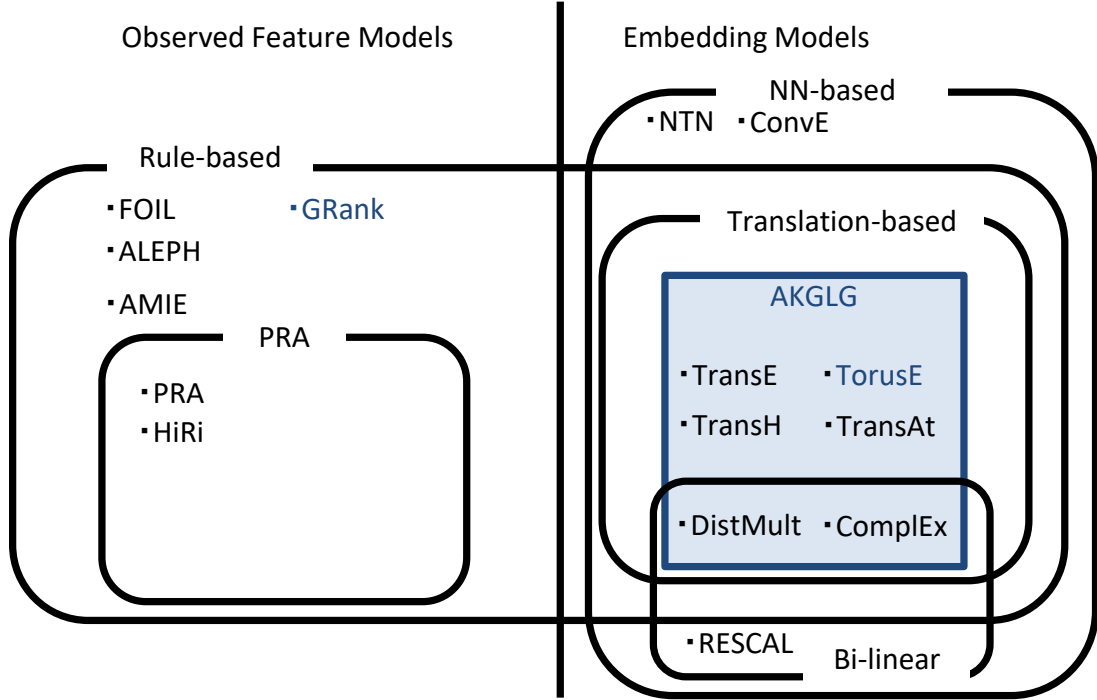 Observed Feature Models
Embedding Models
NN-based
▪NTN ▪ConvE
Rule-based
▪FOIL ▪GRank
▪ALEPH
▪AMIE
PRA
▪PRA
▪HiRi
Translation-based
AKGLG
▪TransE ▪TorusE
▪TransH ▪TransAt
▪DistMult ▪ComplEx
▪RESCAL
Bi-linear